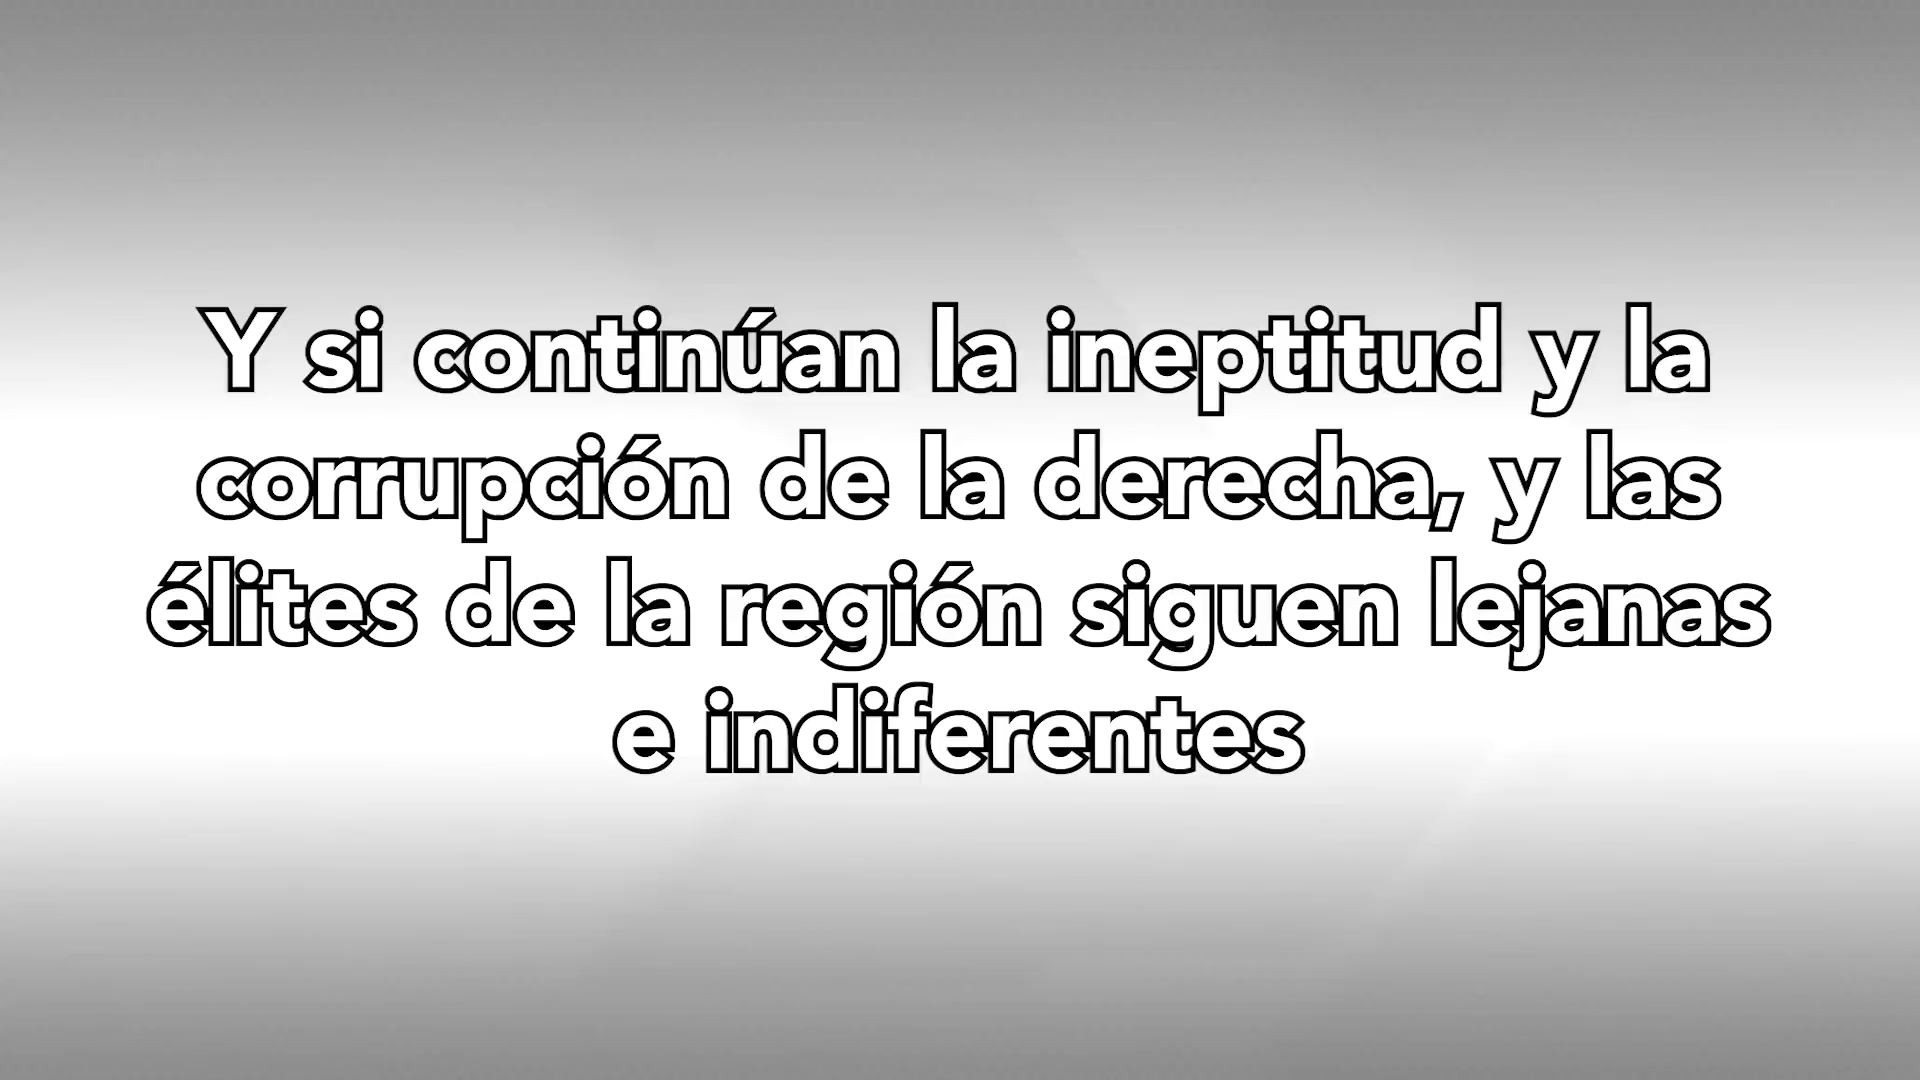 Y si continúan la ineptitud y la
corrupción de la derecha, y las
élites de la región siguen lejanas
e indiferentes